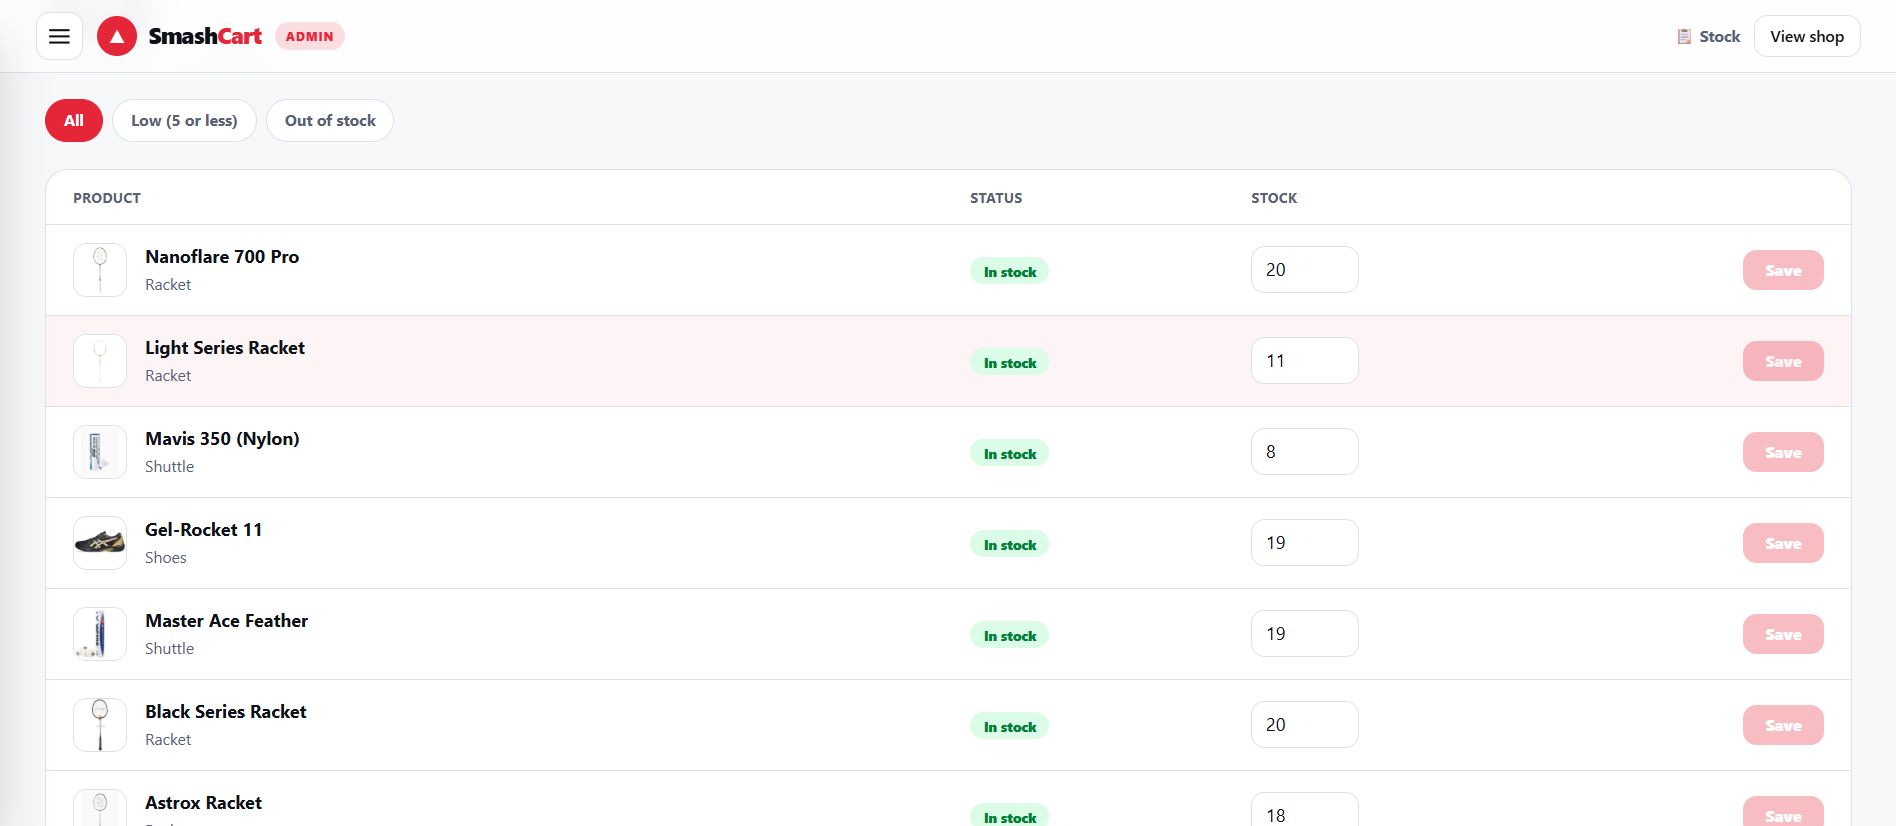 SmashCart ADMIN
Stock
View shop
All
Low (5 or less)
Out of stock
PRODUCT STATUS STOCK
Nanoflare 700 Pro
Racket
In stock
20
Save
Light Series Racket
Racket
In stock
11
Save
Mavis 350 (Nylon)
Shuttle
In stock
8
Save
Gel-Rocket 11
Shoes
In stock
19
Save
Master Ace Feather
Shuttle
In stock
19
Save
Black Series Racket
Racket
In stock
20
Save
Astrox Racket
In stock
18
Save